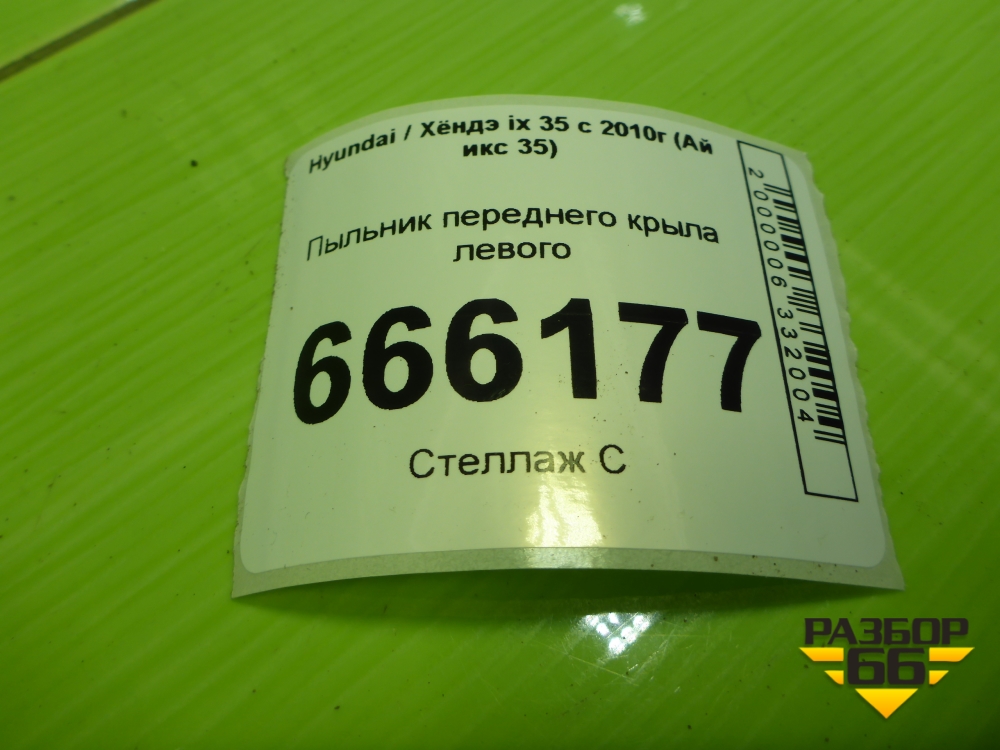 Hyundai / Хёндэ ix 35 с 2010г (Ай
икс 35)
Пыльник переднего крыла
левого
666177
Стеллаж С
2000006332004
РАЗБОР
66